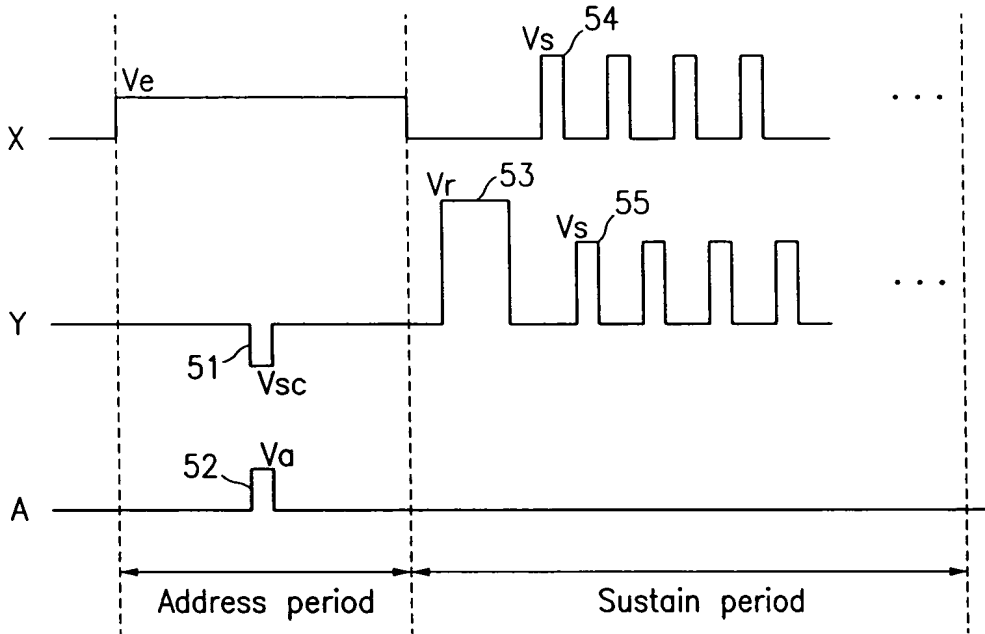 54
Vs
Ve
. . .
X
53
Vr
55
Vs
. . .
Y
51
Vsc
Va
52
A
Address period
Sustain period